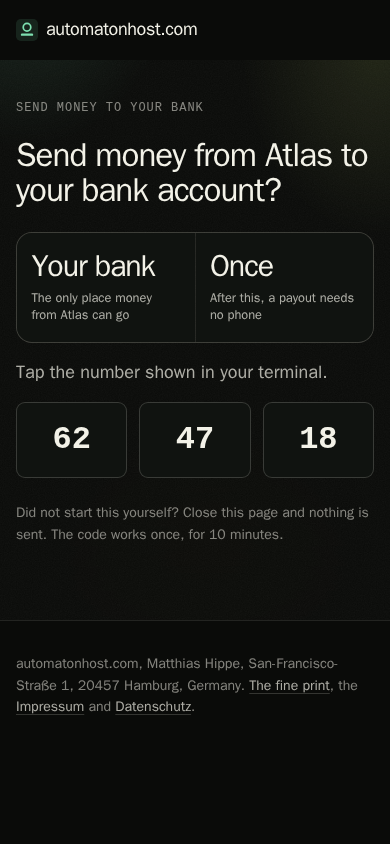 automatonhost.com
SEND MONEY TO YOUR BANK
Send money from Atlas to
your bank account?
Your bank
The only place money
from Atlas can go
Once
After this, a payout needs
no phone
Tap the number shown in your terminal.
62
47
18
Did not start this yourself? Close this page and nothing is
sent. The code works once, for 10 minutes.
automatonhost.com, Matthias Hippe, San-Francisco-
Straße 1, 20457 Hamburg, Germany. The fine print, the
Impressum and Datenschutz.